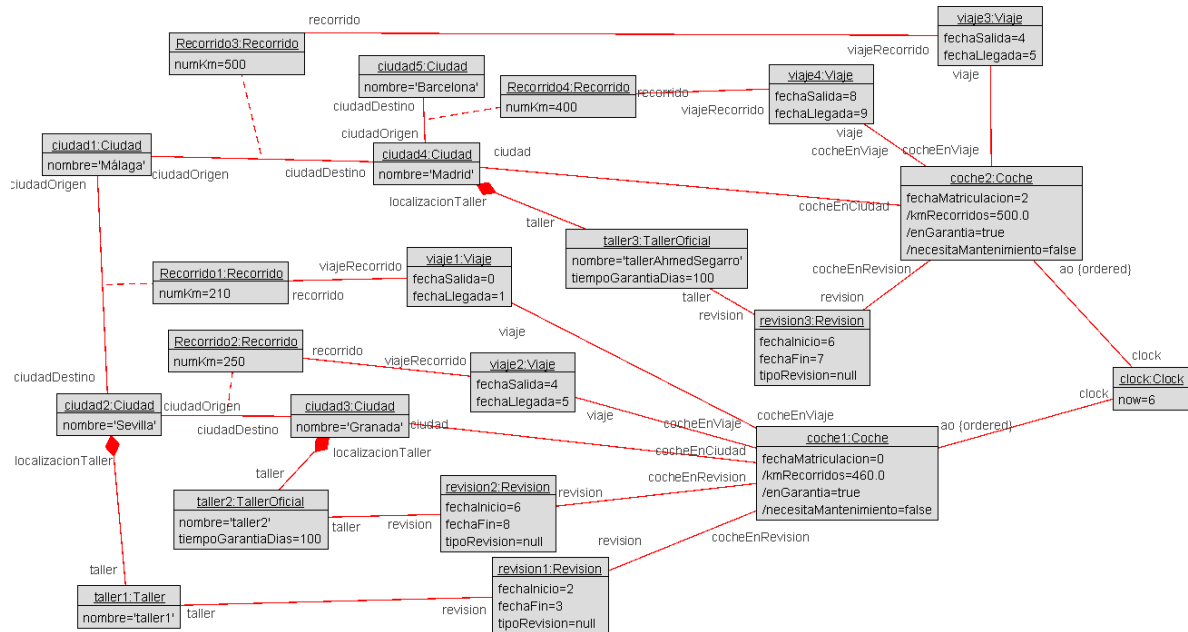 recorrido
viaje3:Viaje
fechaSalida=4
fechaLlegada=5
viajeRecorrido
viaje
Recorrido3:Recorrido
numKm=500
ciudad5:Ciudad
nombre='Barcelona'
ciudadDestino
Recorrido4:Recorrido
numKm=400
recorrido
viajeRecorrido
viaje4:Viaje
fechaSalida=8
fechaLlegada=9
viaje
cocheEnViaje
cocheEnViaje
ciudadOrigen
ciudad1:Ciudad
nombre='Málaga'
ciudadOrigen
ciudadOrigen
ciudadDestino
ciudad4:Ciudad
nombre='Madrid'
ciudad
localizacionTaller
taller
cocheEnCiudad
coche2:Coche
fechaMatriculacion=2
/kmRecorridos=500.0
/enGarantia=true
/necesitaMantenimiento=false
taller3:TallerOficial
nombre='tallerAhmedSegarro'
tiempoGarantiaDias=100
taller
revision
cocheEnRevision
revision
ao {ordered}
revision3:Revision
fechaInicio=6
fechaFin=7
tipoRevision=null
clock
clock:Clock
now=6
clock
ao {ordered}
Recorrido1:Recorrido
numKm=210
recorrido
viajeRecorrido
viaje1:Viaje
fechaSalida=0
fechaLlegada=1
viaje
Recorrido2:Recorrido
numKm=250
recorrido
viajeRecorrido
viaje2:Viaje
fechaSalida=4
fechaLlegada=5
viaje
cocheEnViaje
cocheEnViaje
ciudadDestino
ciudad2:Ciudad
nombre='Sevilla'
ciudadOrigen
ciudadDestino
ciudad3:Ciudad
nombre='Granada'
ciudad
localizacionTaller
localizacionTaller
taller
cocheEnCiudad
cocheEnRevision
coche1:Coche
fechaMatriculacion=0
/kmRecorridos=460.0
/enGarantia=true
/necesitaMantenimiento=false
taller2:TallerOficial
nombre='taller2'
tiempoGarantiaDias=100
taller
revision
revision2:Revision
fechaInicio=6
fechaFin=8
tipoRevision=null
revision
revision
cocheEnRevision
taller
taller1:Taller
nombre='taller1'
taller
revision
revision1:Revision
fechaInicio=2
fechaFin=3
tipoRevision=null